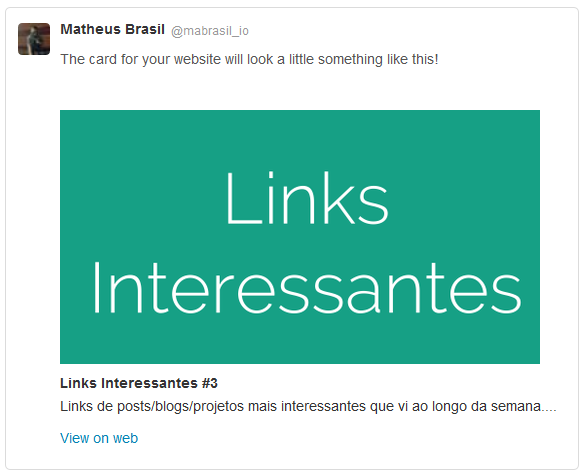 Matheus Brasil @mabrasil_io
The card for your website will look a little something like this!
Links
Interessantes
Links Interessantes #3
Links de posts/blogs/projetos mais interessantes que vi ao longo da semana....
View on web